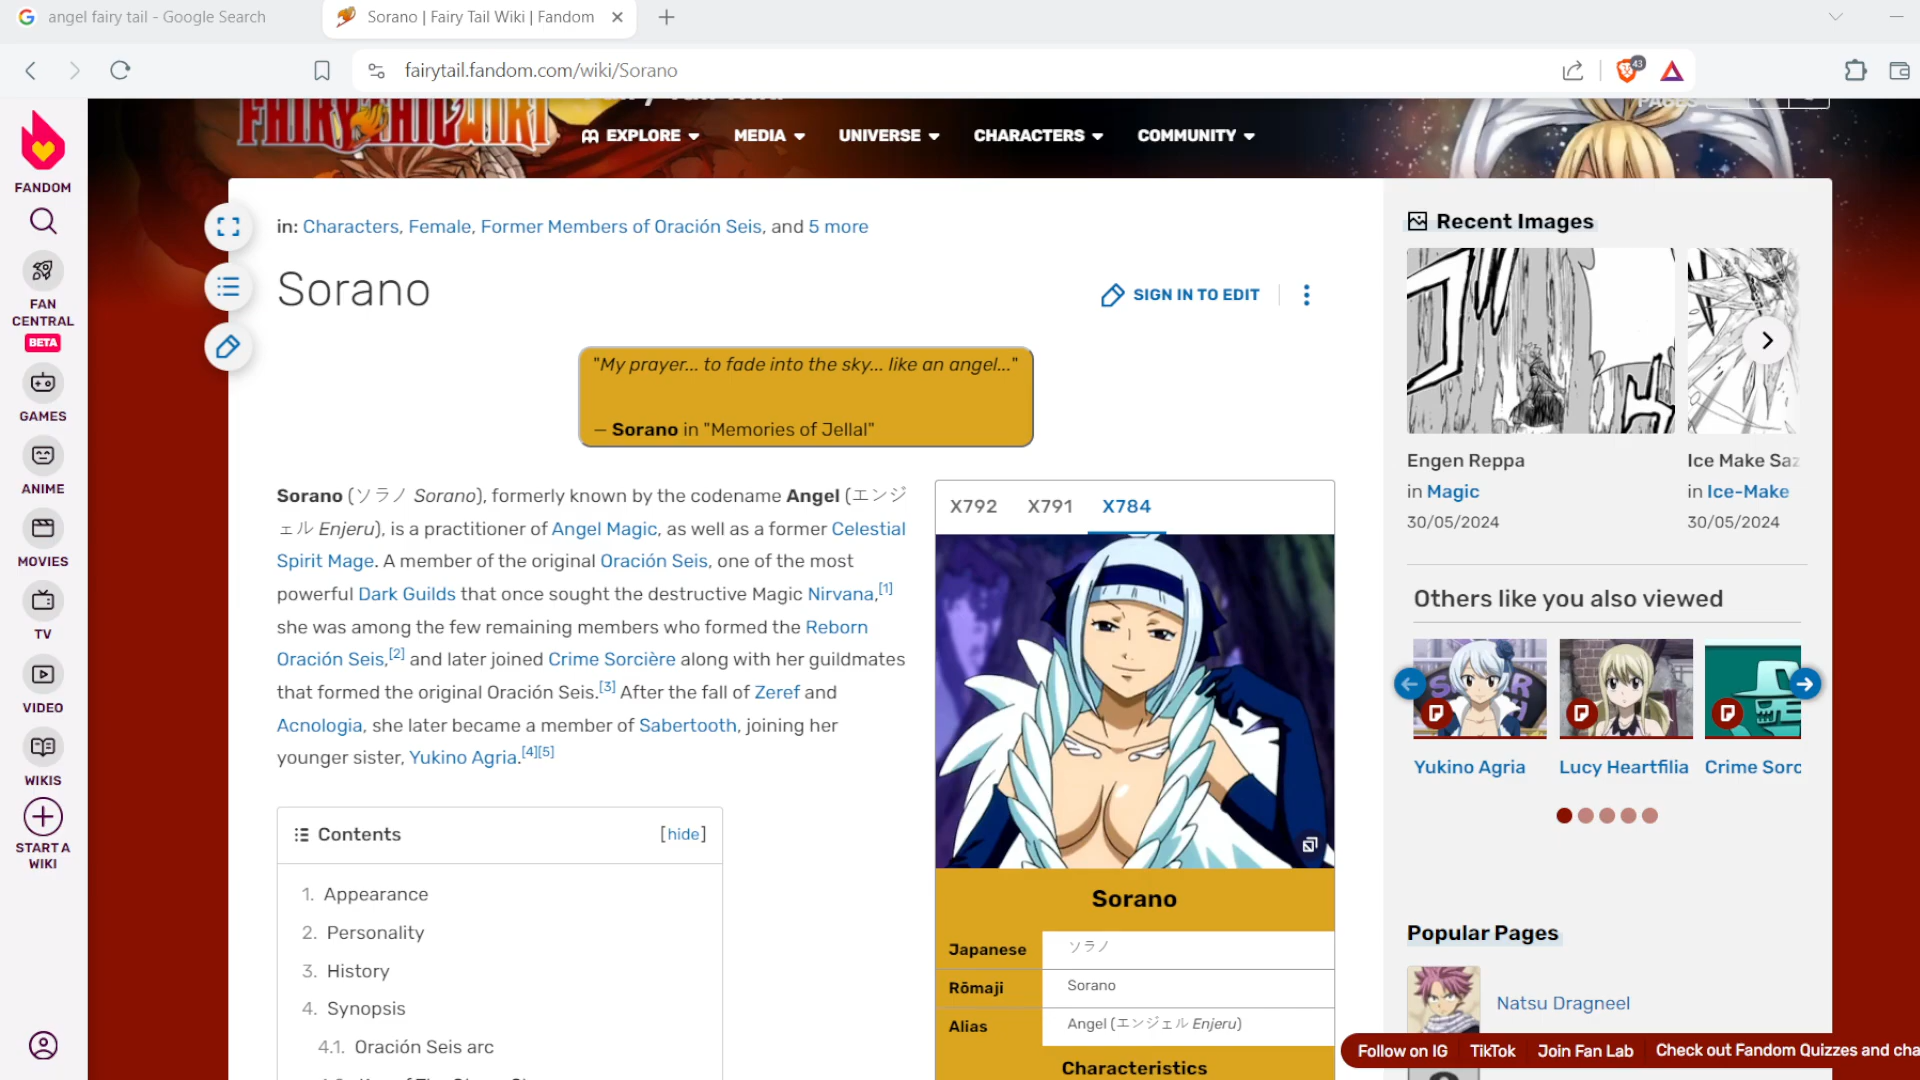 angel fairy tail - Google Search
Sorano | Fairy Tail Wiki | Fandom
fairytail.fandom.com/wiki/Sorano
43
FAIRY TAIL WIKI
EXPLORE
MEDIA
UNIVERSE
CHARACTERS
COMMUNITY
FANDOM
FAN
CENTRAL
BETA
GAMES
ANIME
MOVIES
TV
VIDEO
WIKIS
START A
WIKI
in: Characters, Female, Former Members of Oración Seis, and 5 more
Sorano
SIGN IN TO EDIT
"My prayer... to fade into the sky... like an angel..."
— Sorano in "Memories of Jellal"
Sorano (ソラノ Sorano), formerly known by the codename Angel (エンジ
ェル Enjeru), is a practitioner of Angel Magic, as well as a former Celestial
Spirit Mage. A member of the original Oración Seis, one of the most
powerful Dark Guilds that once sought the destructive Magic Nirvana,[1]
she was among the few remaining members who formed the Reborn
Oración Seis,[2] and later joined Crime Sorcière along with her guildmates
that formed the original Oración Seis.[3] After the fall of Zeref and
Acnologia, she later became a member of Sabertooth, joining her
younger sister, Yukino Agria.[4][5]
Contents
[hide]
1. Appearance
2. Personality
3. History
4. Synopsis
4.1. Oración Seis arc
X792
X791
X784
Sorano
Japanese
ソラノ
Rōmaji
Sorano
Alias
Angel (エンジェル Enjeru)
Characteristics
PAGES
Recent Images
Engen Reppa
in Magic
30/05/2024
Ice Make Saz
in Ice-Make
30/05/2024
Others like you also viewed
Yukino Agria
Lucy Heartfilia
Crime Sorc
Popular Pages
Natsu Dragneel
Follow on IG
TikTok
Join Fan Lab
Check out Fandom Quizzes and cha